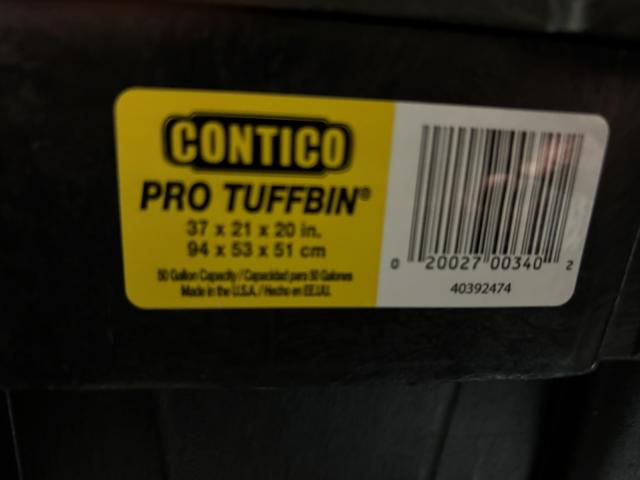 CONTICO
PRO TUFFBIN®
37 x 21 x 20 in.
94 x 53 x 51 cm
50 Gallon Capacity / Capacidad para 50 Galones
Made in the U.S.A. / Hecho en EE.UU.
0 20027 00340 2
40392474